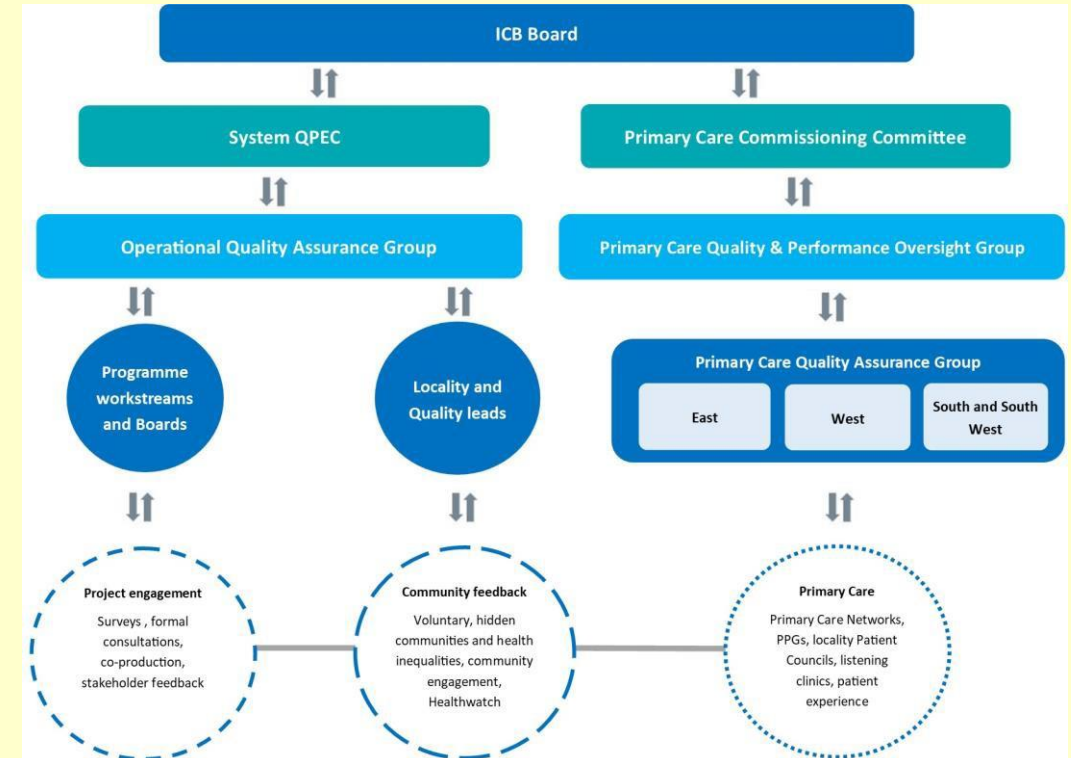 ICB Board
System QPEC
Primary Care Commissioning Committee
Operational Quality Assurance Group
Primary Care Quality & Performance Oversight Group
Programme
workstreams
and Boards
Locality and
Quality leads
Primary Care Quality Assurance Group
East
West
South and South
West
Project engagement
Surveys , formal
consultations,
co-production,
stakeholder feedback
Community feedback
Voluntary, hidden
communities and health
inequalities, community
engagement,
Healthwatch
Primary Care
Primary Care Networks,
PPGs, locality Patient
Councils, listening
clinics, patient
experience